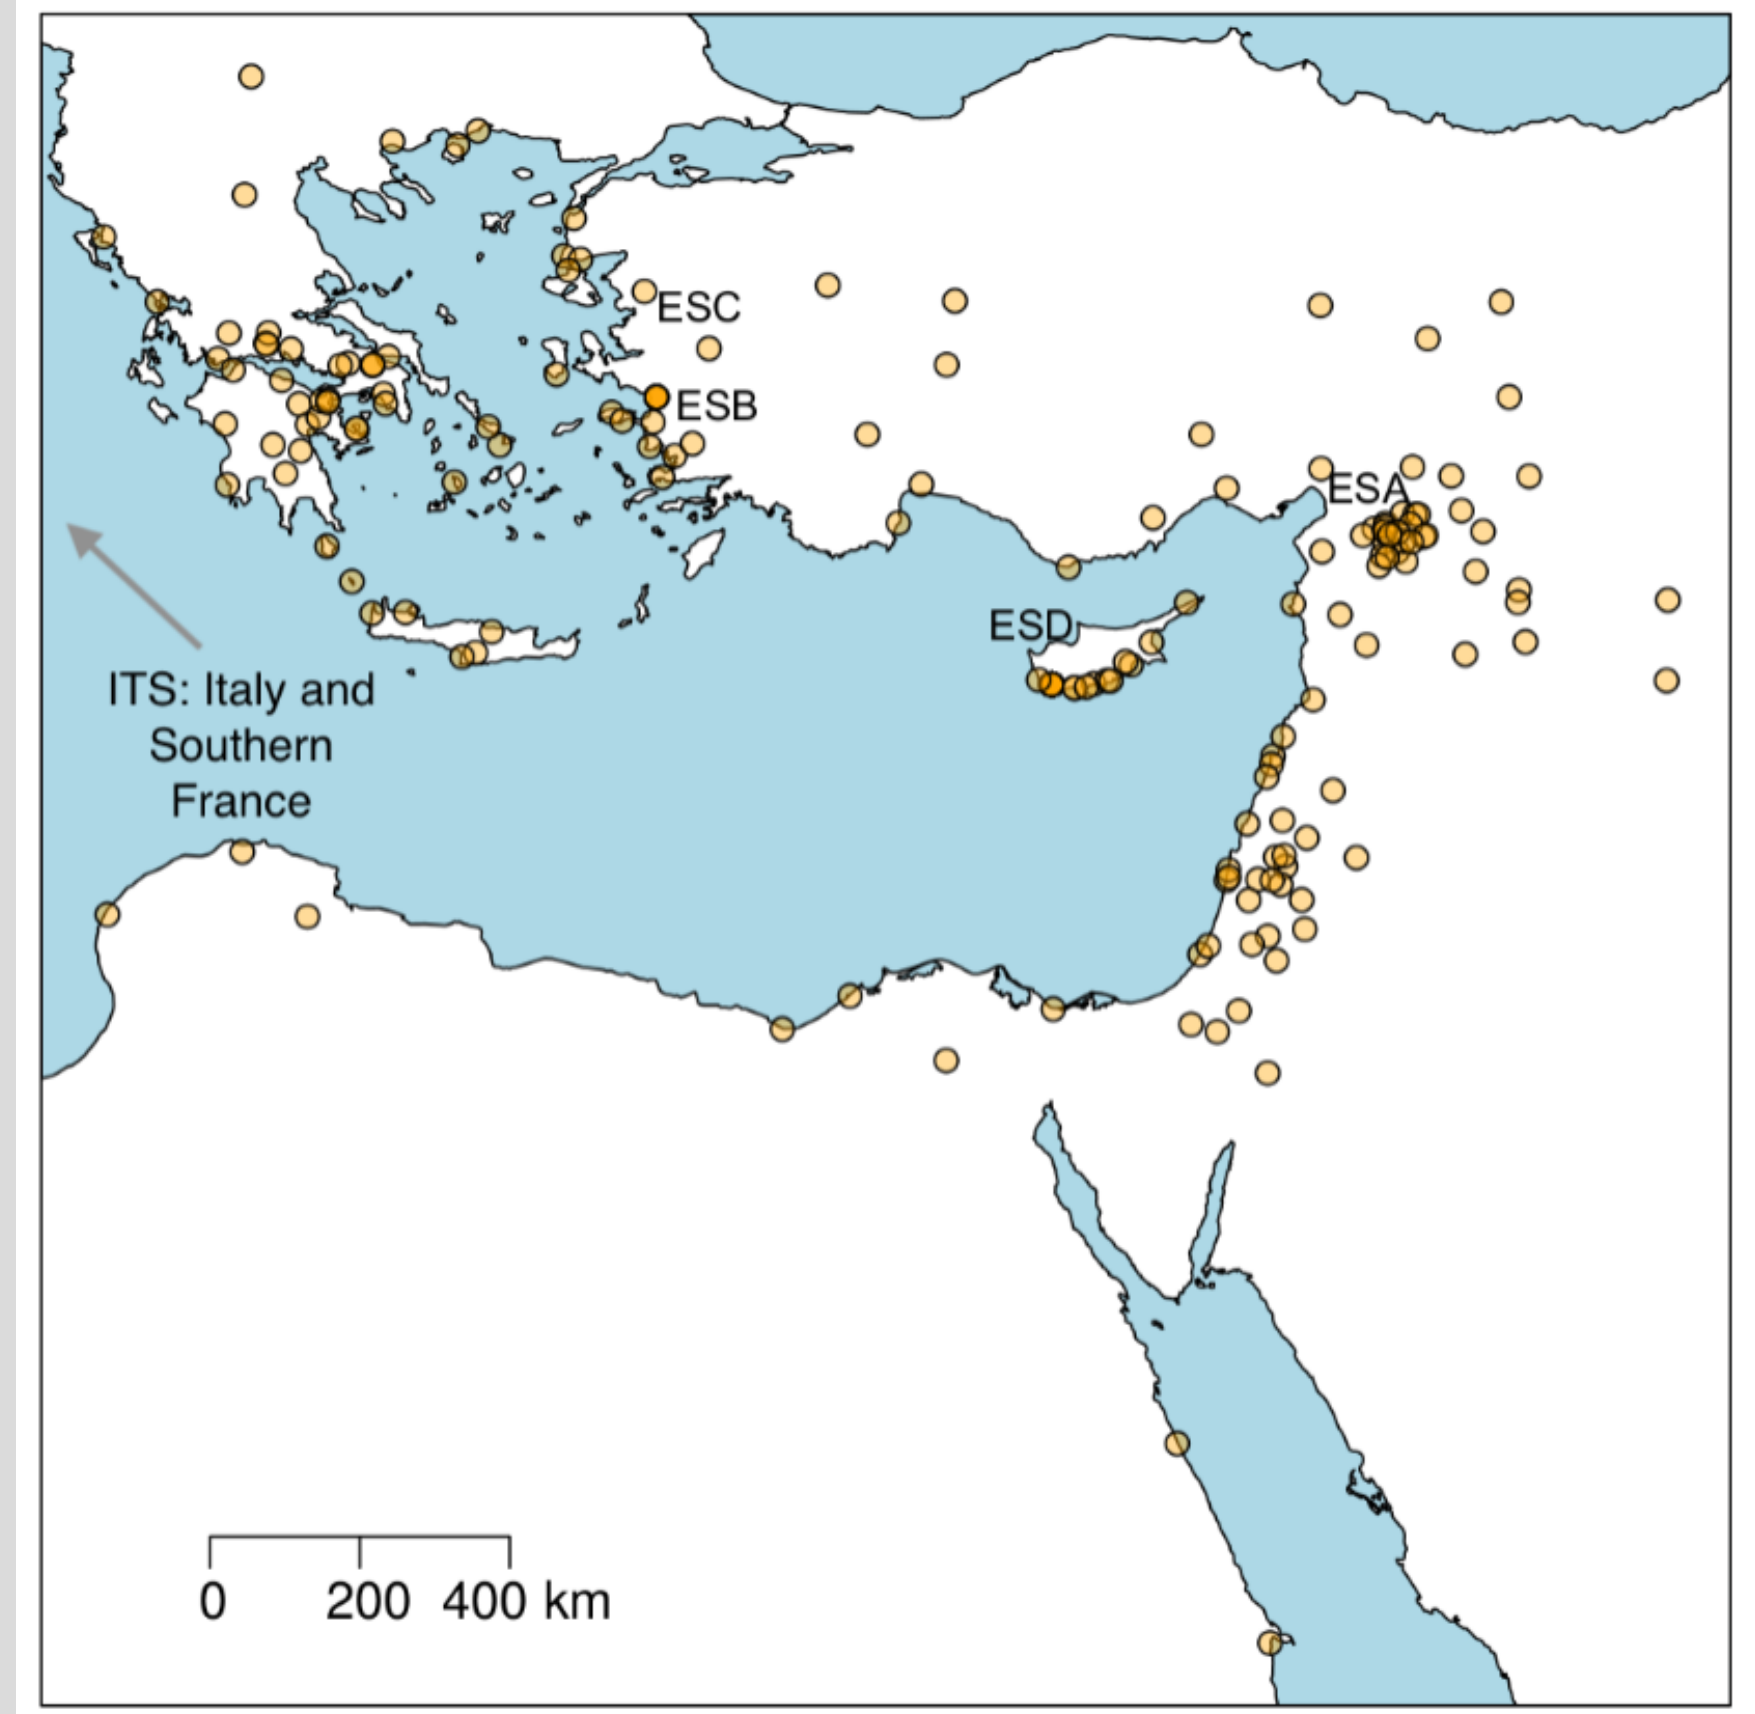 ESC
ESB
ESA
ESD
ITS: Italy and
Southern
France
0 200 400 km